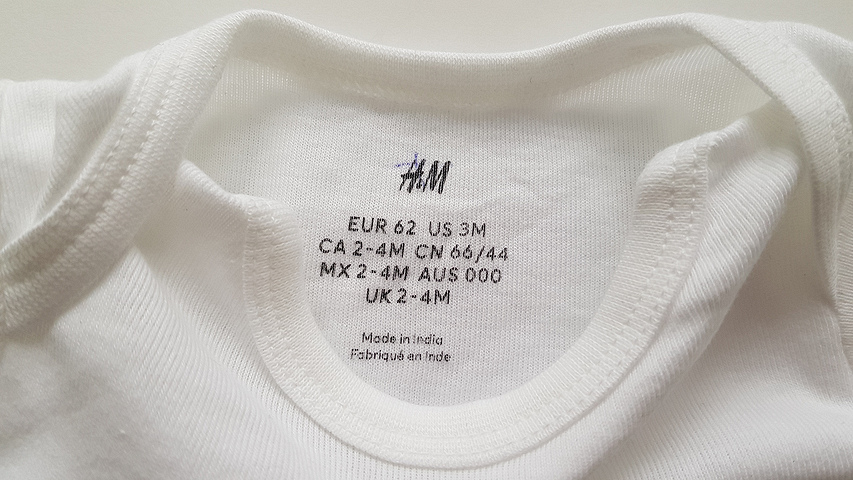 H&M
EUR 62 US 3M
CA 2-4M CN 66/44
MX 2-4M AUS 000
UK 2-4M
Made in India
Fabriqué en Inde